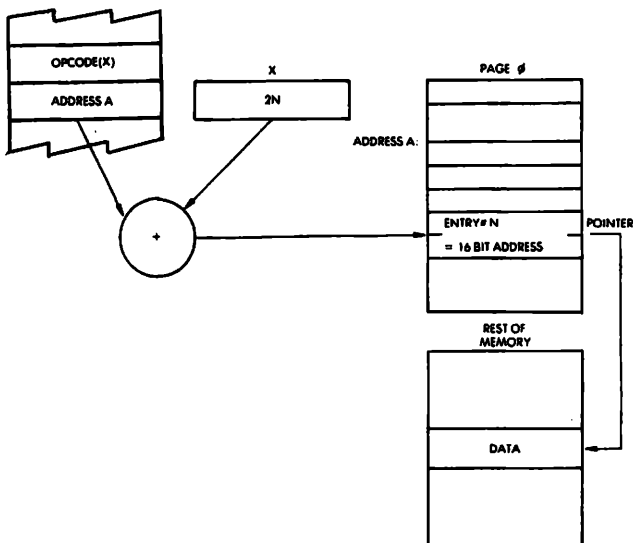 OPCODE(X)
ADDRESS A
X
2N
PAGE ϕ
ADDRESS A:
+
ENTRY # N
= 16 BIT ADDRESS
POINTER
REST OF
MEMORY
DATA